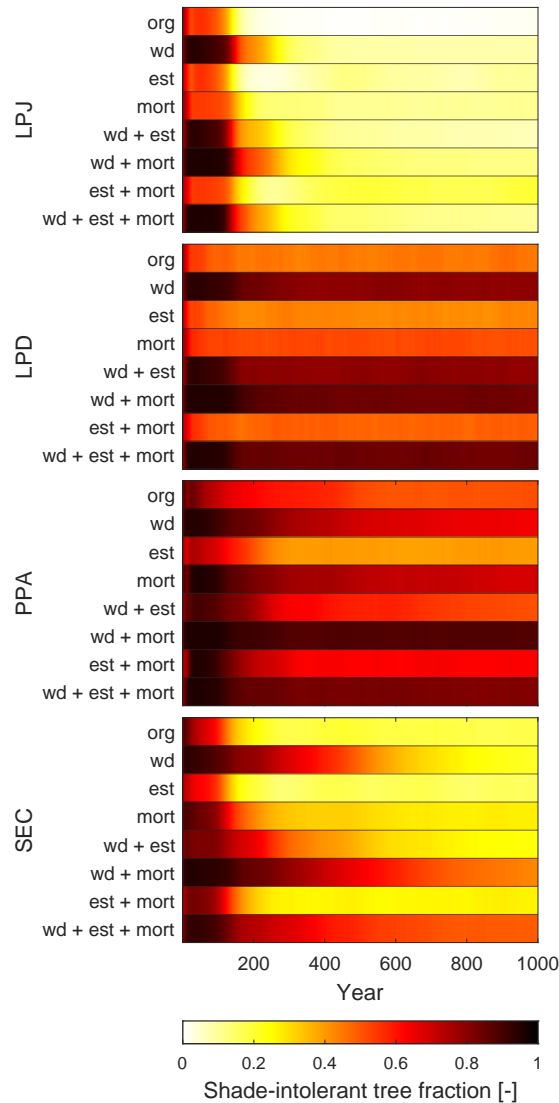 LPJ
org
wd
est
mort
wd + est
wd + mort
est + mort
wd + est + mort
LPD
org
wd
est
mort
wd + est
wd + mort
est + mort
wd + est + mort
PPA
org
wd
est
mort
wd + est
wd + mort
est + mort
wd + est + mort
SEC
org
wd
est
mort
wd + est
wd + mort
est + mort
wd + est + mort
200 400 600 800 1000
Year
0 0.2 0.4 0.6 0.8 1
Shade-intolerant tree fraction [-]